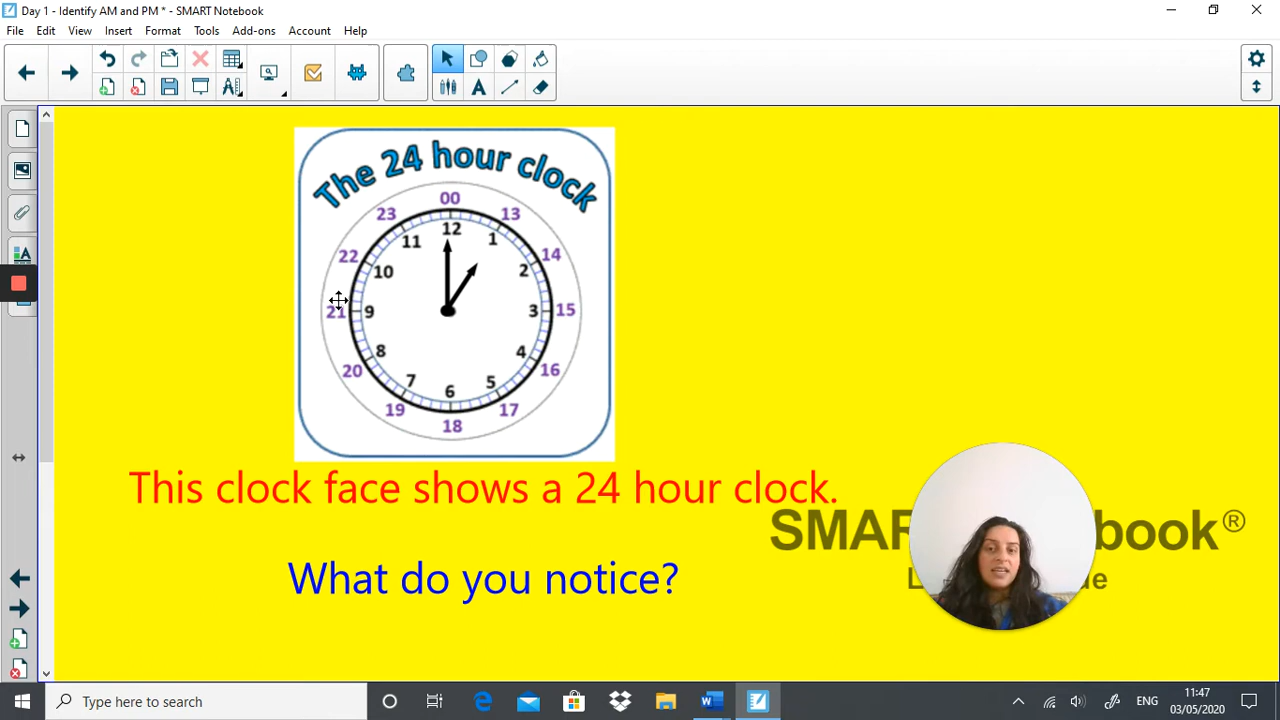 Day 1 - Identify AM and PM * - SMART Notebook
File Edit View Insert Format Tools Add-ons Account Help
The 24 hour clock
00
23 13
12
11 1
22 14
10 2
21 9 3 15
8 4
20 16
7 5
6
19 17
18
This clock face shows a 24 hour clock.
What do you notice?
Type here to search
ENG
11:47
03/05/2020